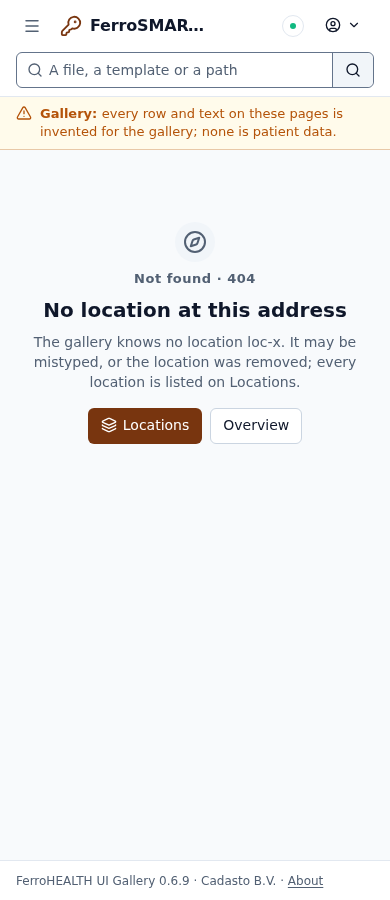 FerroSMAR...
A file, a template or a path
Gallery: every row and text on these pages is
invented for the gallery; none is patient data.
Not found · 404
No location at this address
The gallery knows no location loc-x. It may be
mistyped, or the location was removed; every
location is listed on Locations.
Locations
Overview
FerroHEALTH UI Gallery 0.6.9 · Cadasto B.V. · About